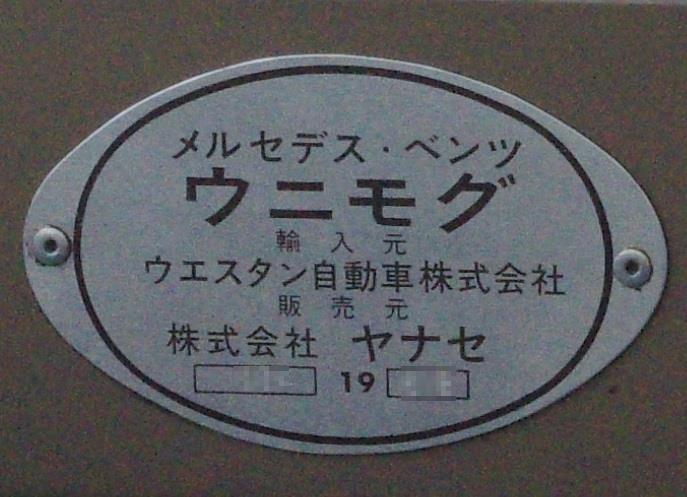 メルセデス・ベンツ
ウニモグ
輸入元
ウエスタン自動車株式会社
販売元
株式会社 ヤナセ
19